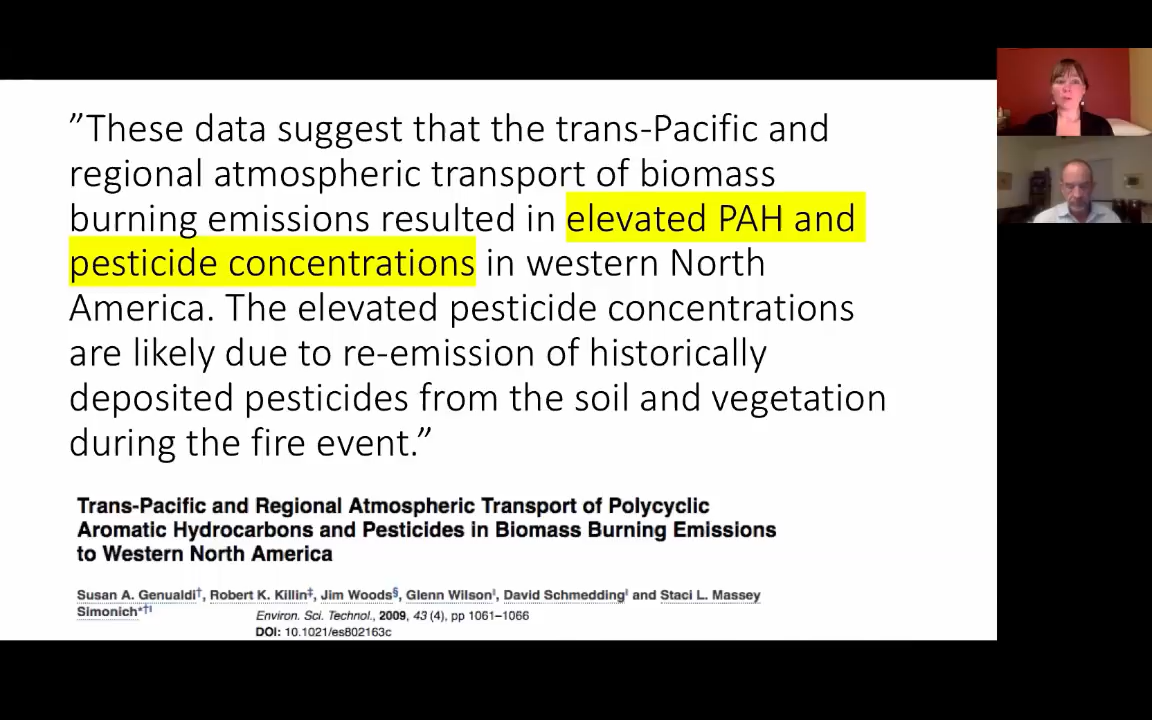 ”These data suggest that the trans-Pacific and
regional atmospheric transport of biomass
burning emissions resulted in elevated PAH and
pesticide concentrations in western North
America. The elevated pesticide concentrations
are likely due to re-emission of historically
deposited pesticides from the soil and vegetation
during the fire event.”
Trans-Pacific and Regional Atmospheric Transport of Polycyclic
Aromatic Hydrocarbons and Pesticides in Biomass Burning Emissions
to Western North America
Susan A. Genualdi†, Robert K. Killin‡, Jim Woods§, Glenn Wilson, David Schmedding and Staci L. Massey
Simonich*†
Environ. Sci. Technol., 2009, 43 (4), pp 1061–1066
DOI: 10.1021/es802163c